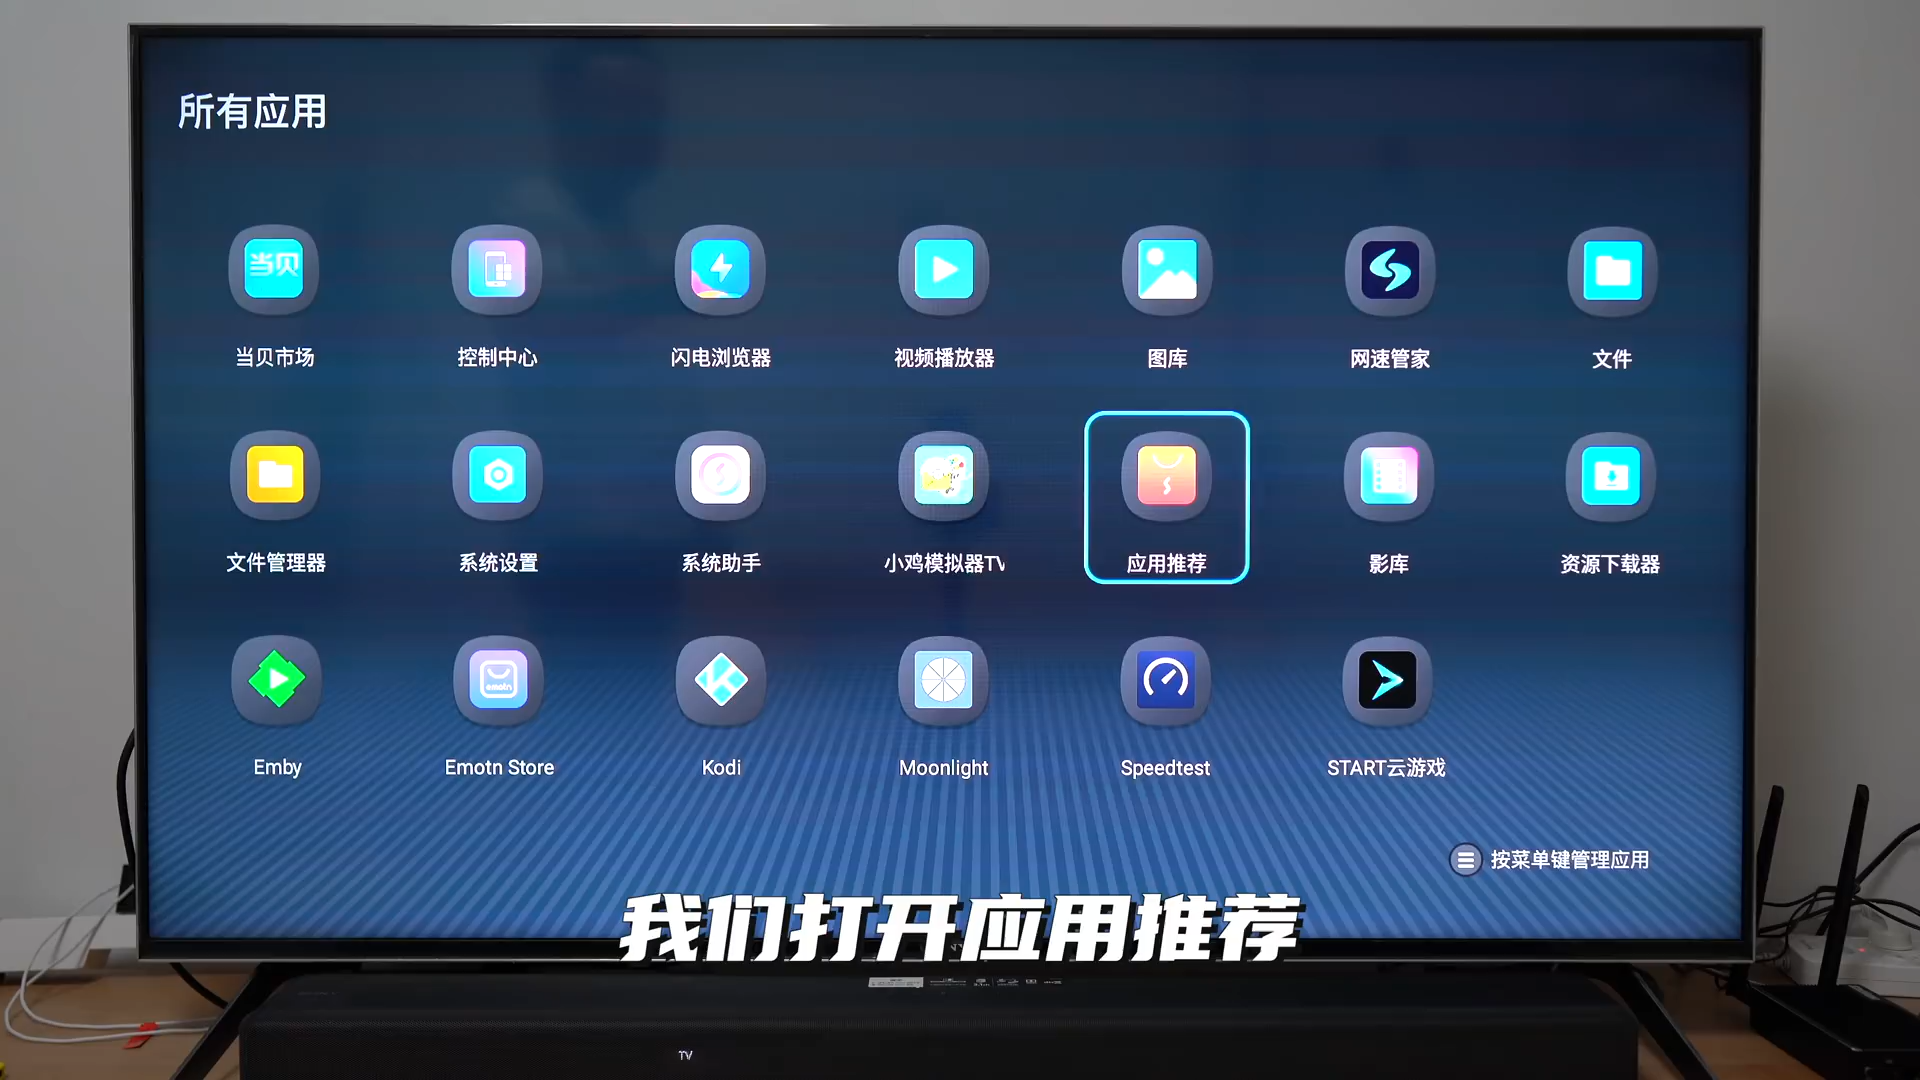 所有应用
当贝
当贝市场
控制中心
闪电浏览器
视频播放器
图库
网速管家
文件
文件管理器
系统设置
系统助手
小鸡模拟器TV
应用推荐
影库
资源下载器
emotn
Emby
Emotn Store
Kodi
Moonlight
Speedtest
START云游戏
按菜单键管理应用
我们打开应用推荐
TV